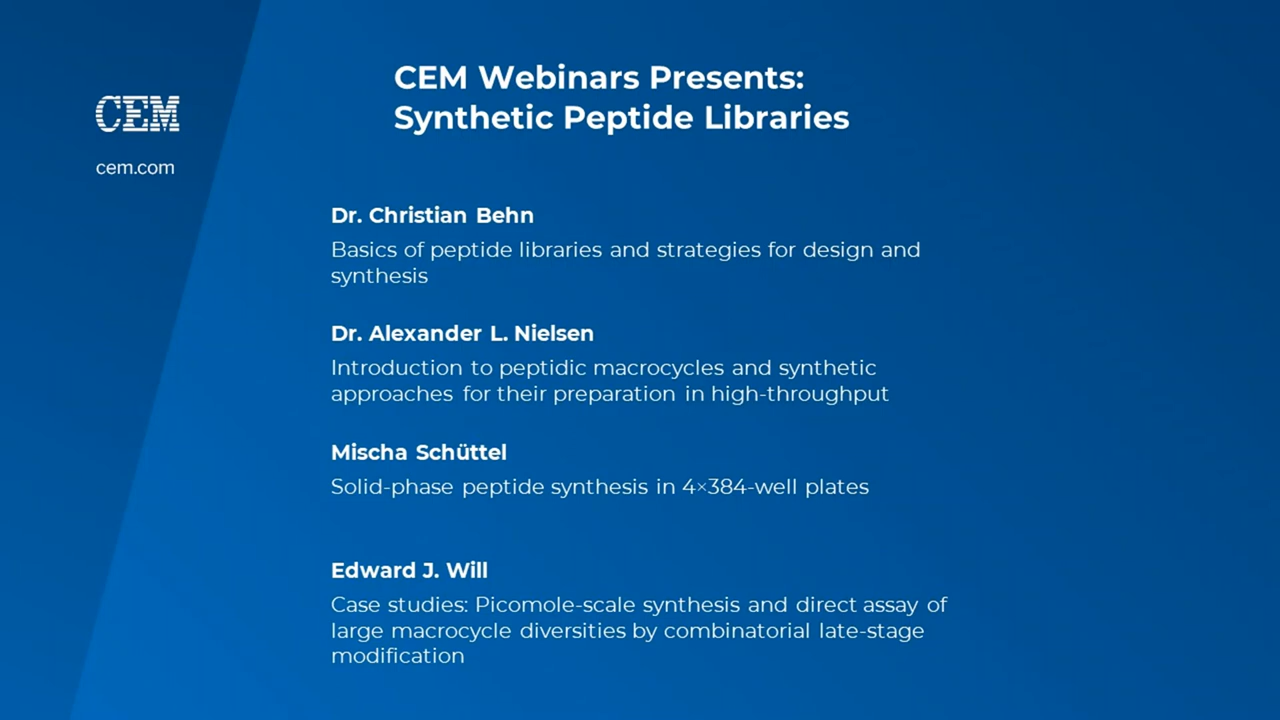 CEM
cem.com
CEM Webinars Presents:
Synthetic Peptide Libraries
Dr. Christian Behn
Basics of peptide libraries and strategies for design and
synthesis
Dr. Alexander L. Nielsen
Introduction to peptidic macrocycles and synthetic
approaches for their preparation in high-throughput
Mischa Schüttel
Solid-phase peptide synthesis in 4×384-well plates
Edward J. Will
Case studies: Picomole-scale synthesis and direct assay of
large macrocycle diversities by combinatorial late-stage
modification